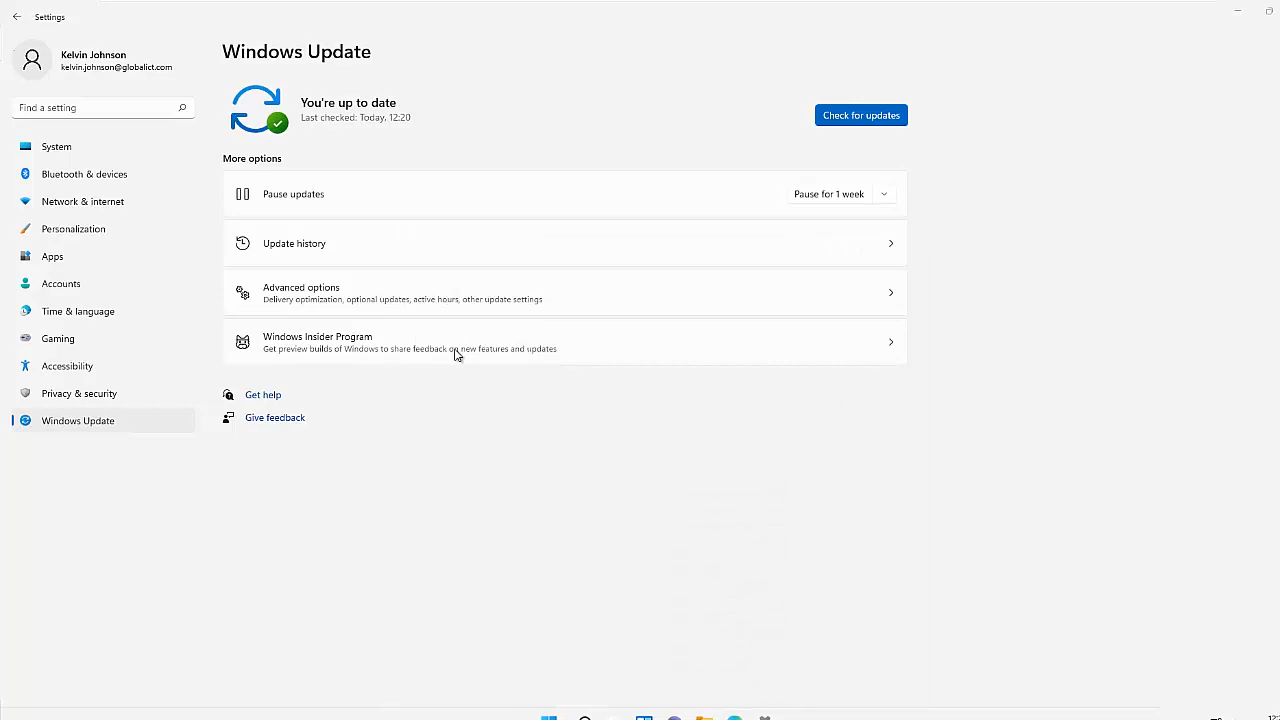 Settings
Kelvin Johnson
kelvin.johnson@globalict.com
Find a setting
System
Bluetooth & devices
Network & internet
Personalization
Apps
Accounts
Time & language
Gaming
Accessibility
Privacy & security
Windows Update
Windows Update
You're up to date
Last checked: Today, 12:20
Check for updates
More options
Pause updates
Pause for 1 week
Update history
Advanced options
Delivery optimization, optional updates, active hours, other update settings
Windows Insider Program
Get preview builds of Windows to share feedback on new features and updates
Get help
Give feedback